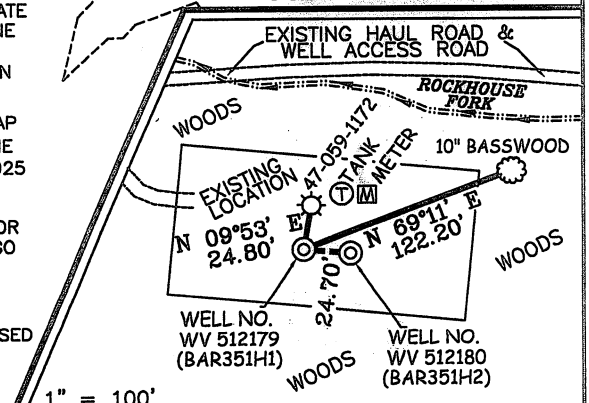 ATE
NE
EXISTING HAUL ROAD &
WELL ACCESS ROAD
N
ROCKHOUSE
FORK
WOODS
AP
E
025
47-059-1172
TANK
METER
T
M
10" BASSWOOD
EXISTING
LOCATION
N 09°53' E
24.80'
N 69°11' E
122.20'
OR
SO
WOODS
24.70'
WELL NO.
WV 512179
(BAR351H1)
WELL NO.
WV 512180
(BAR351H2)
SED
WOODS
1" = 100'